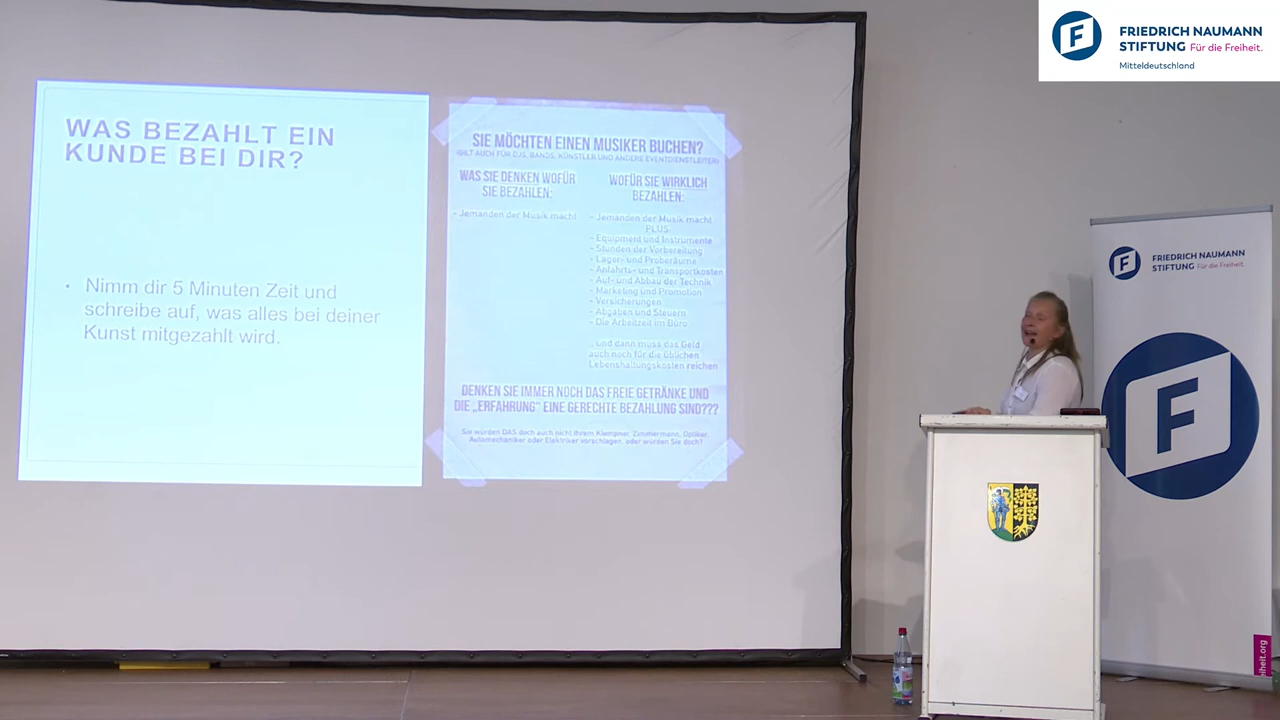 FRIEDRICH NAUMANN
STIFTUNG Für die Freiheit.
Mitteldeutschland
WAS BEZAHLT EIN
KUNDE BEI DIR?
• Nimm dir 5 Minuten Zeit und
schreibe auf, was alles bei deiner
Kunst mitgezahlt wird.
SIE MÖCHTEN EINEN MUSIKER BUCHEN?
(GILT AUCH FÜR DJS, BANDS, KÜNSTLER UND ANDERE EVENTDIENSTLEITER)
WAS SIE DENKEN WOFÜR
SIE BEZAHLEN:
- Jemanden der Musik macht
WOFÜR SIE WIRKLICH
BEZAHLEN:
- Jemanden der Musik macht
PLUS
- Equipment und Instrumente
- Stunden der Vorbereitung
- Lager- und Proberäume
- Anfahrts- und Transportkosten
- Auf- und Abbau der Technik
- Marketing und Promotion
- Versicherungen
- Abgaben und Steuern
- Die Arbeitzeit im Büro
...und dann muss das Geld
auch noch für die üblichen
Lebenshaltungskosten reichen
DENKEN SIE IMMER NOCH DAS FREIE GETRÄNKE UND
DIE „ERFAHRUNG“ EINE GERECHTE BEZAHLUNG SIND???
Sie würden DAS doch auch nicht Ihrem Klempner, Zimmermann, Optiker,
Automechaniker oder Elektriker vorschlagen, oder würden Sie doch?
FRIEDRICH NAUMANN
STIFTUNG Für die Freiheit.
F
F
F
iheit.org